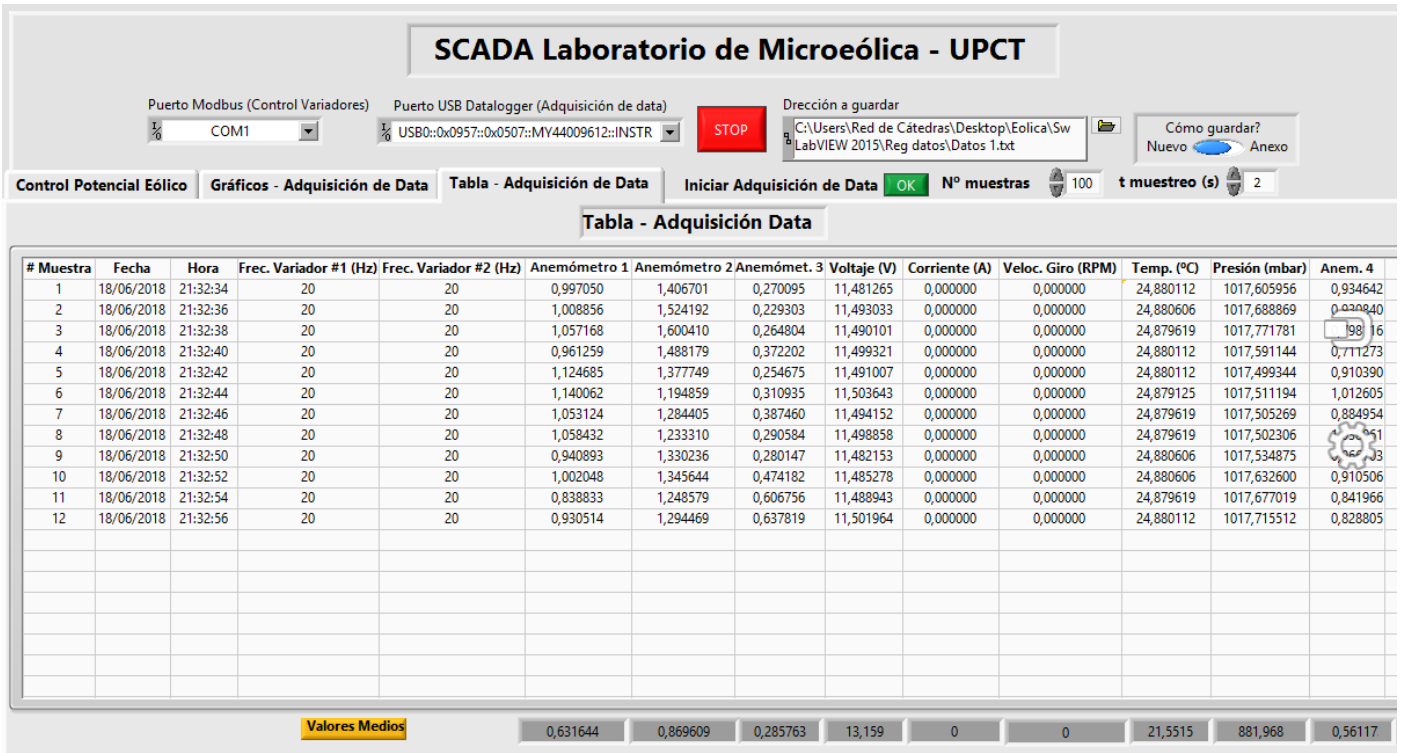 SCADA Laboratorio de Microeólica - UPCT
Puerto Modbus (Control Variadores) Puerto USB Datalogger (Adquisición de data) Drección a guardar
COM1 USB0::0x0957::0x0507::MY44009612::INSTR STOP C:\Users\Red de Cátedras\Desktop\Eolica\Sw
LabVIEW 2015\Reg datos\Datos 1.txt
Cómo guardar?
Nuevo Anexo
Control Potencial Eólico Gráficos - Adquisición de Data Tabla - Adquisición de Data Iniciar Adquisición de Data OK Nº muestras 100 t muestreo (s) 2
Tabla - Adquisición Data
# Muestra Fecha Hora Frec. Variador #1 (Hz) Frec. Variador #2 (Hz) Anemómetro 1 Anemómetro 2 Anemómet. 3 Voltaje (V) Corriente (A) Veloc. Giro (RPM) Temp. (ºC) Presión (mbar) Anem. 4
1 18/06/2018 21:32:34 20 20 0,997050 1,406701 0,270095 11,481265 0,000000 0,000000 24,880112 1017,605956 0,934642
2 18/06/2018 21:32:36 20 20 1,008856 1,524192 0,229303 11,493033 0,000000 0,000000 24,880606 1017,688869
3 18/06/2018 21:32:38 20 20 1,057168 1,600410 0,264804 11,490101 0,000000 0,000000 24,879619 1017,771781
4 18/06/2018 21:32:40 20 20 0,961259 1,488179 0,372202 11,499321 0,000000 0,000000 24,880112 1017,591144 0,711273
5 18/06/2018 21:32:42 20 20 1,124685 1,377749 0,254675 11,491007 0,000000 0,000000 24,880112 1017,499344 0,910390
6 18/06/2018 21:32:44 20 20 1,140062 1,194859 0,310935 11,503643 0,000000 0,000000 24,879125 1017,511194 1,012605
7 18/06/2018 21:32:46 20 20 1,053124 1,284405 0,387460 11,494152 0,000000 0,000000 24,879619 1017,505269 0,884954
8 18/06/2018 21:32:48 20 20 1,058432 1,233310 0,290584 11,498858 0,000000 0,000000 24,879619 1017,502306
9 18/06/2018 21:32:50 20 20 0,940893 1,330236 0,280147 11,482153 0,000000 0,000000 24,880606 1017,534875
10 18/06/2018 21:32:52 20 20 1,002048 1,345644 0,474182 11,485278 0,000000 0,000000 24,880606 1017,632600 0,910506
11 18/06/2018 21:32:54 20 20 0,838833 1,248579 0,606756 11,488943 0,000000 0,000000 24,879619 1017,677019 0,841966
12 18/06/2018 21:32:56 20 20 0,930514 1,294469 0,637819 11,501964 0,000000 0,000000 24,880112 1017,715512 0,828805
Valores Medios 0,631644 0,869609 0,285763 13,159 0 0 21,5515 881,968 0,56117